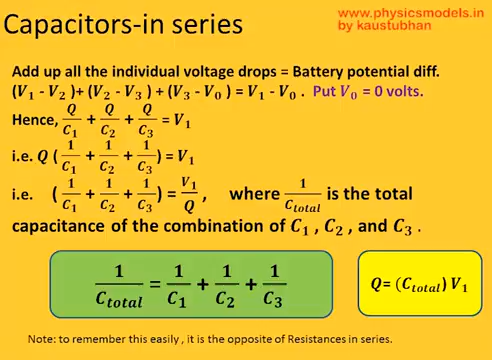 Capacitors-in series
www.physicsmodels.in
by kaustubhan
Add up all the individual voltage drops = Battery potential diff.
(V₁ - V₂ )+ (V₂ - V₃ ) + (V₃ - V₀ ) = V₁ - V₀ . Put V₀ = 0 volts.
Hence, Q/C₁ + Q/C₂ + Q/C₃ = V₁
i.e. Q ( 1/C₁ + 1/C₂ + 1/C₃ ) = V₁
i.e. ( 1/C₁ + 1/C₂ + 1/C₃ ) = V₁/Q , where 1/Cₜₒₜₐₗ is the total
capacitance of the combination of C₁ , C₂ , and C₃ .
1/Cₜₒₜₐₗ = 1/C₁ + 1/C₂ + 1/C₃
Q= (Cₜₒₜₐₗ) V₁
Note: to remember this easily , it is the opposite of Resistances in series.